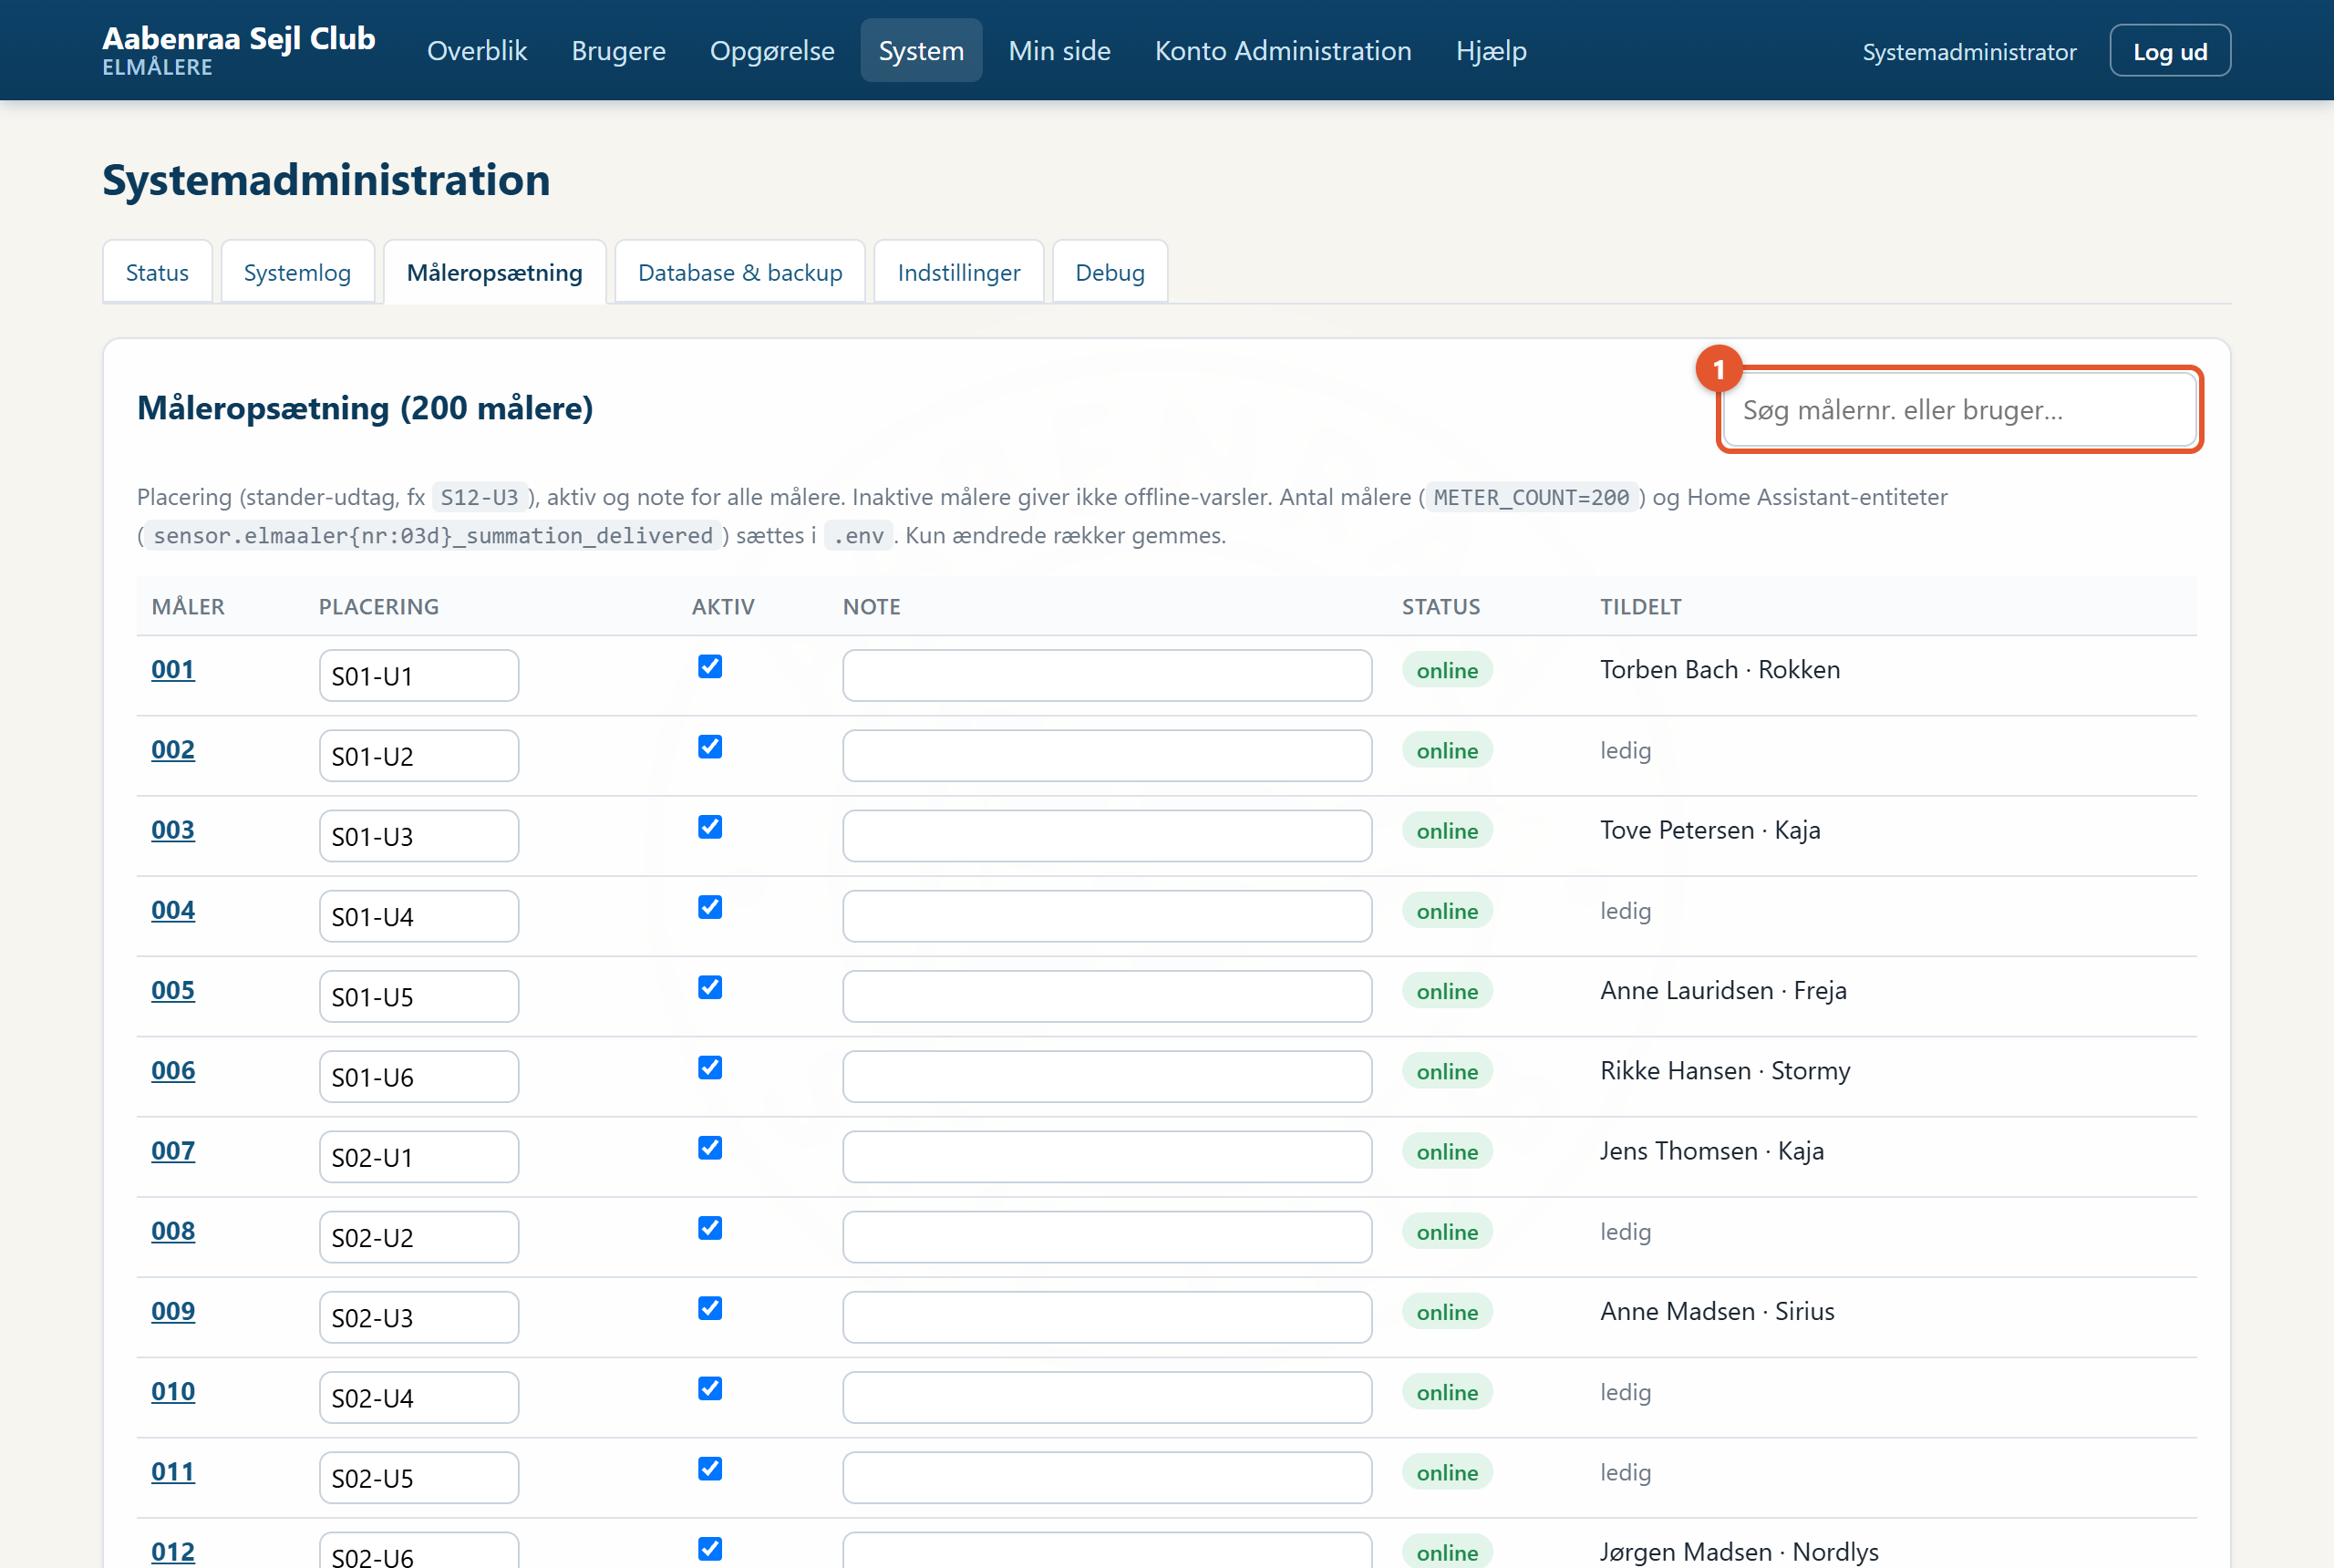 Aabenraa Sejl Club
ELMÅLERE
Overblik Brugere Opgørelse System Min side Konto Administration Hjælp Systemadministrator Log ud
Systemadministration
Status Systemlog Måleropsætning Database & backup Indstillinger Debug
1
Måleropsætning (200 målere) Søg målernr. eller bruger...
Placering (stander-udtag, fx S12-U3), aktiv og note for alle målere. Inaktive målere giver ikke offline-varsler. Antal målere (METER_COUNT=200) og Home Assistant-entiteter
(sensor.elmaaler{nr:03d}_summation_delivered) sættes i .env. Kun ændrede rækker gemmes.
MÅLER PLACERING AKTIV NOTE STATUS TILDELT
001 S01-U1 online Torben Bach · Rokken
002 S01-U2 online ledig
003 S01-U3 online Tove Petersen · Kaja
004 S01-U4 online ledig
005 S01-U5 online Anne Lauridsen · Freja
006 S01-U6 online Rikke Hansen · Stormy
007 S02-U1 online Jens Thomsen · Kaja
008 S02-U2 online ledig
009 S02-U3 online Anne Madsen · Sirius
010 S02-U4 online ledig
011 S02-U5 online ledig
012 S02-U6 online Jørgen Madsen · Nordlys